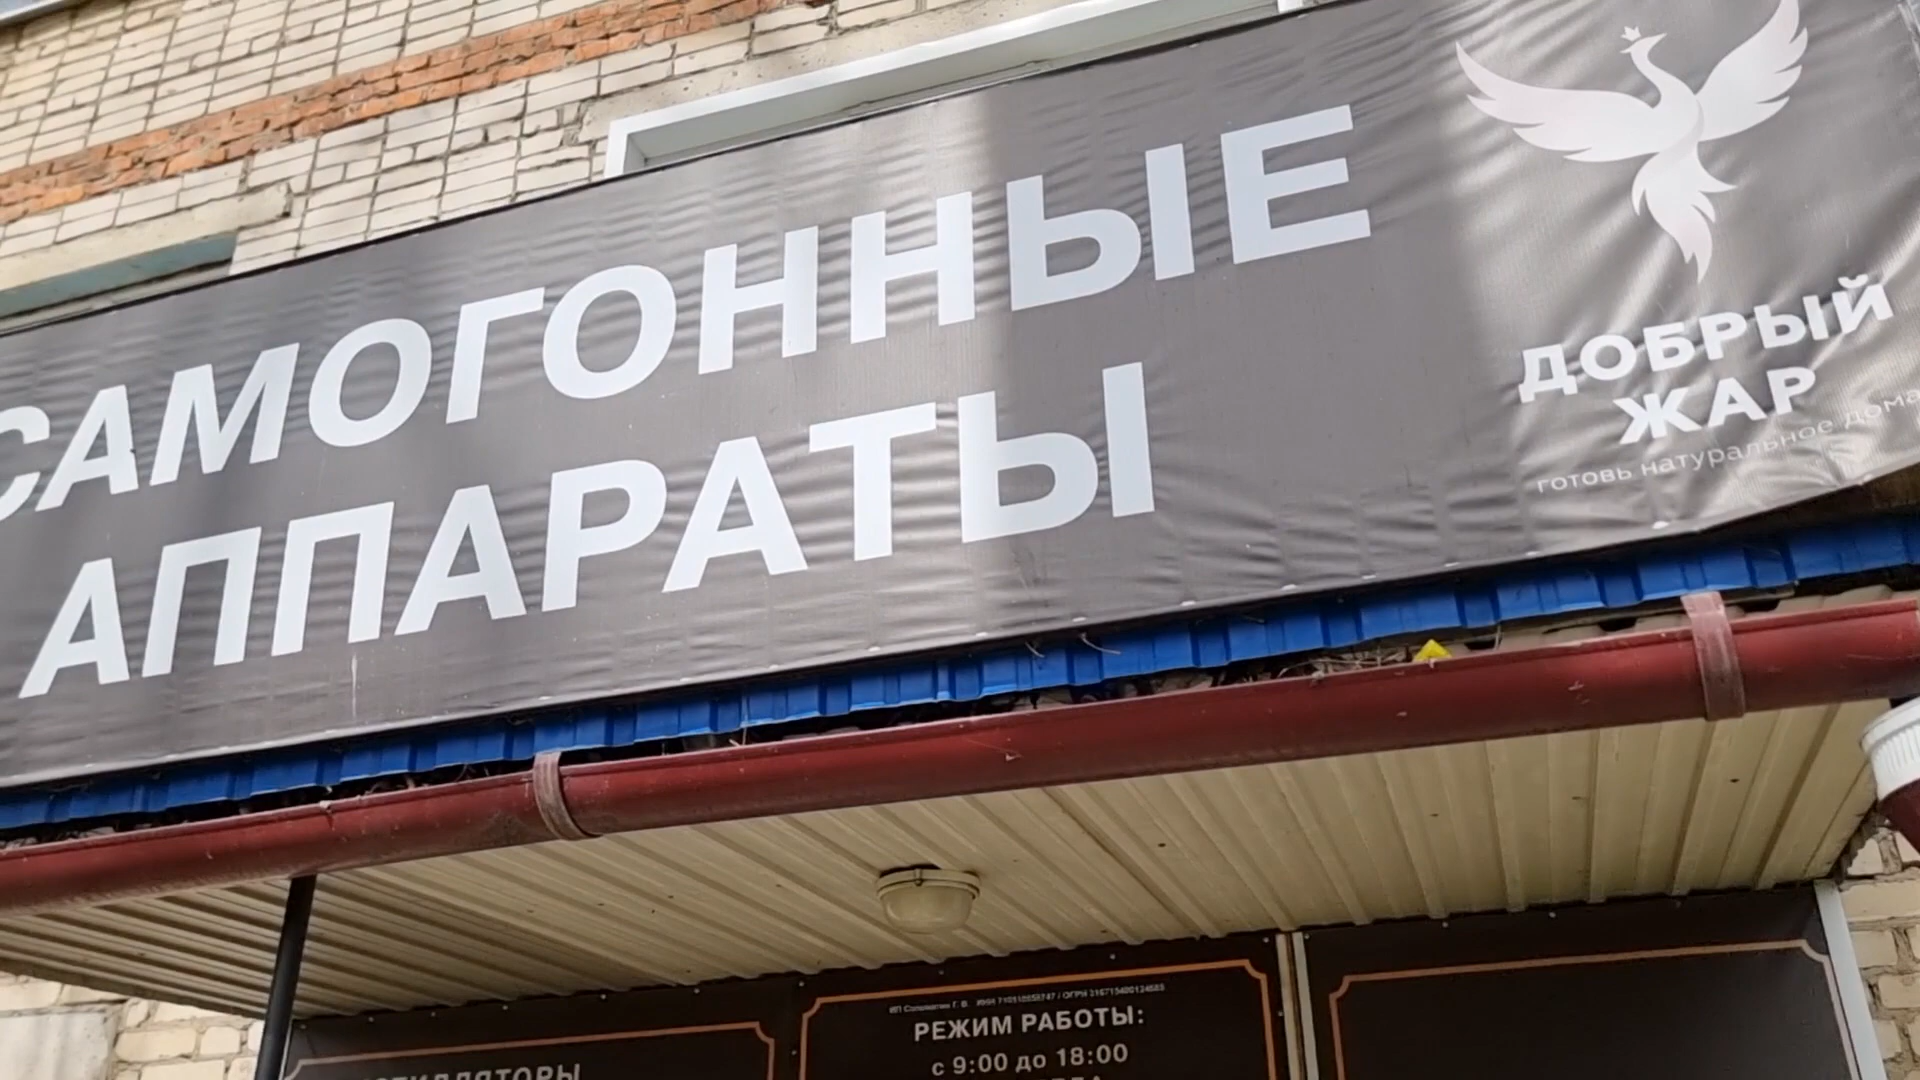 САМОГОННЫЕ
АППАРАТЫ
ДОБРЫЙ
ЖАР
готовь натуральное дома
РЕЖИМ РАБОТЫ:
с 9:00 до 18:00